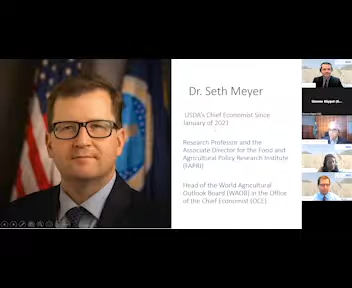 Dr. Seth Meyer
USDA's Chief Economist Since
January of 2021
Research Professor and the
Associate Director for the Food and
Agricultural Policy Research Institute
(FAPRI)
Head of the World Agricultural
Outlook Board (WAOB) in the Office
of the Chief Economist (OCE)